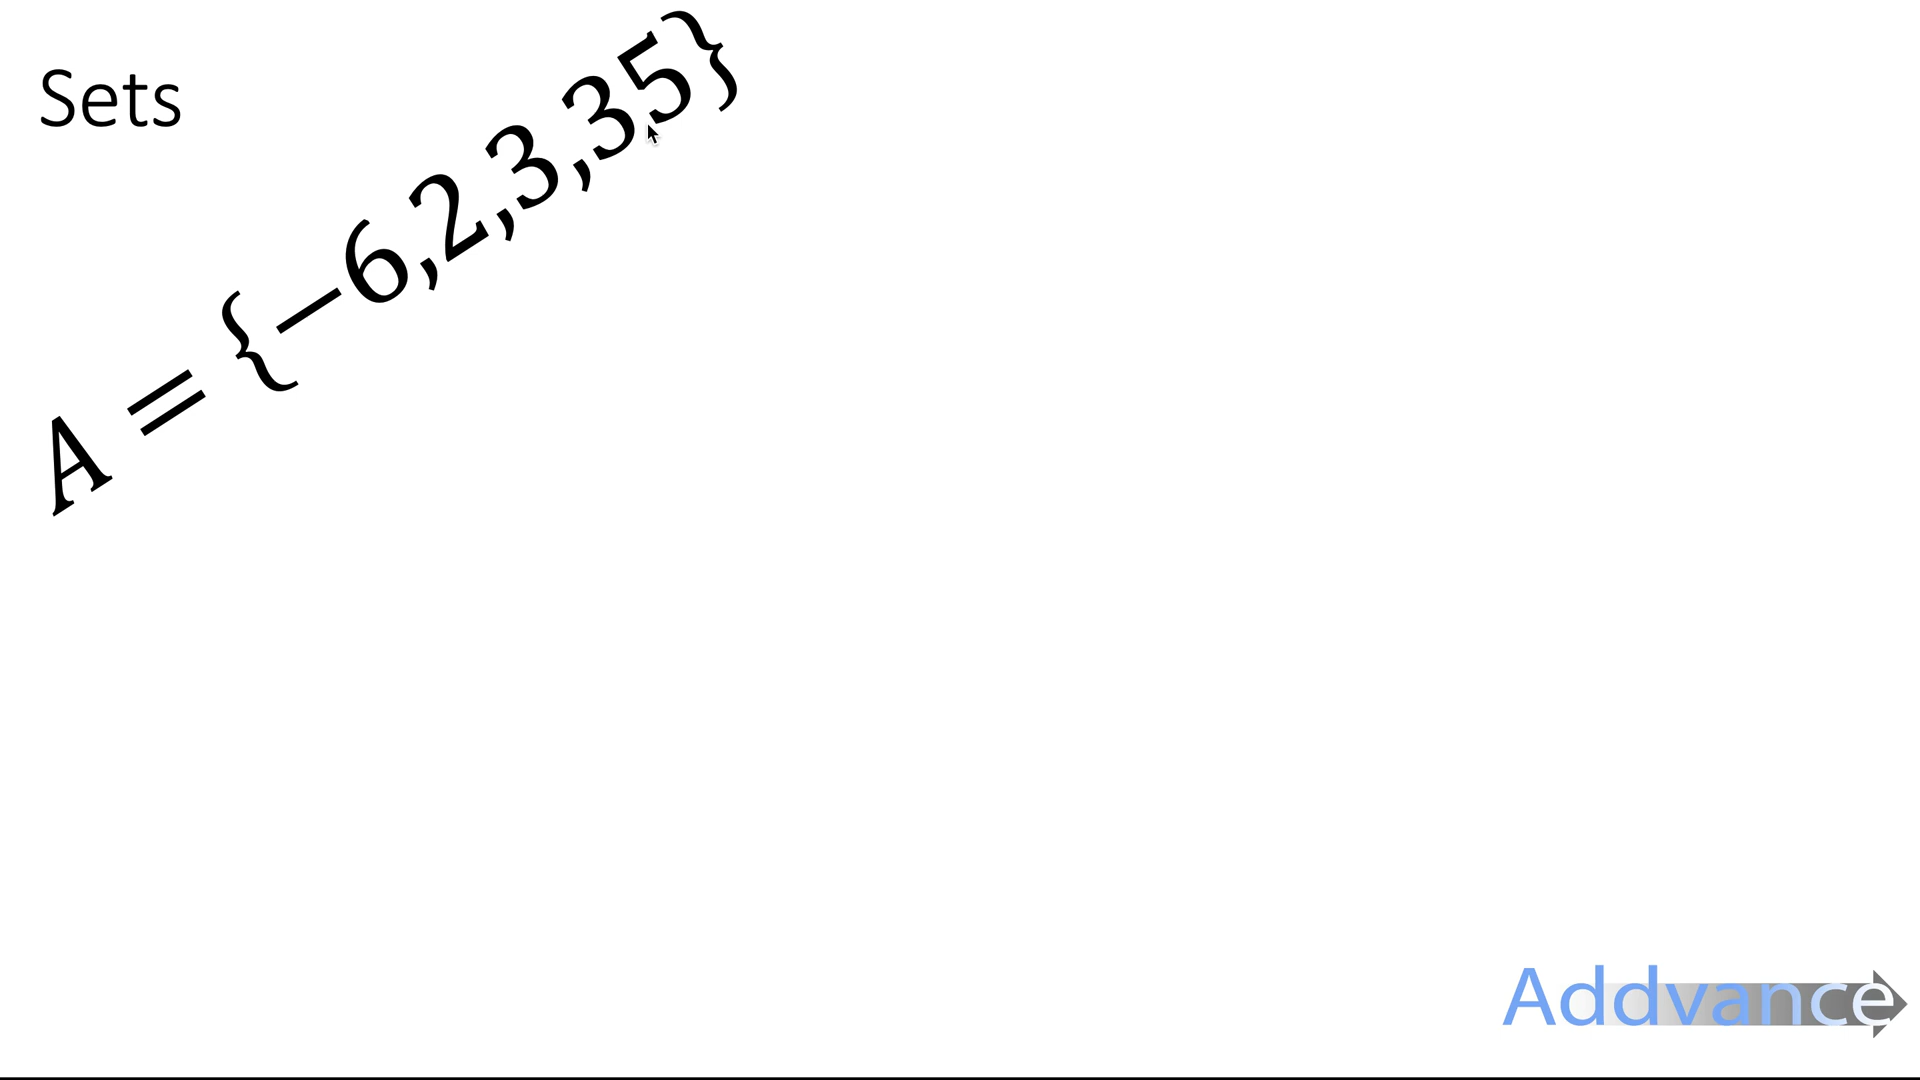 Sets
A = {−6,2,3,35}
Addvance